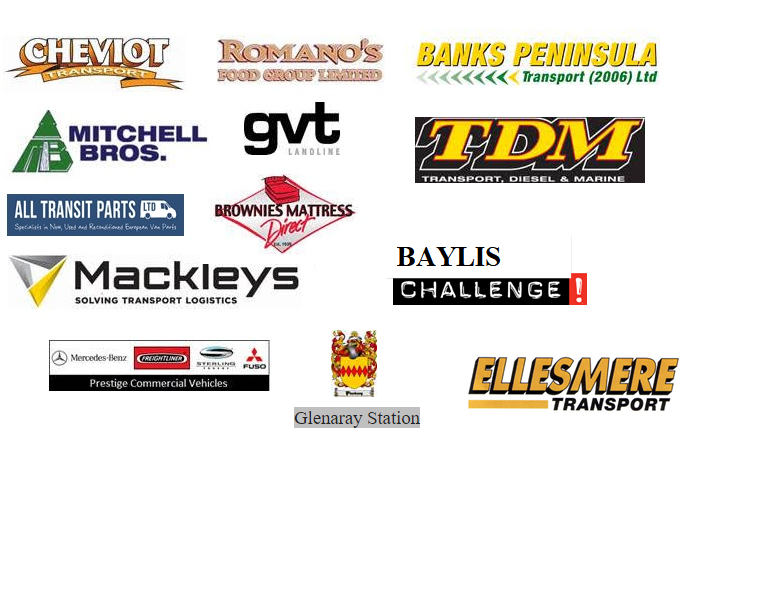 CHEVIOT
TRANSPORT
ROMANO'S
FOOD GROUP LIMITED
BANKS PENINSULA
Transport (2006) Ltd
MITCHELL
BROS.
gvt
LANDLINE
TDM
TRANSPORT, DIESEL & MARINE
ALL TRANSIT PARTS LTD
Specialists in New, Used and Reconditioned European Van Parts
BROWNIES MATTRESS
Direct
BAYLIS
CHALLENGE!
Mackleys
SOLVING TRANSPORT LOGISTICS
Mercedes-Benz
FREIGHTLINER
STERLING
TRUCKS
FUSO
Prestige Commercial Vehicles
Glenaray Station
ELLESMERE
TRANSPORT